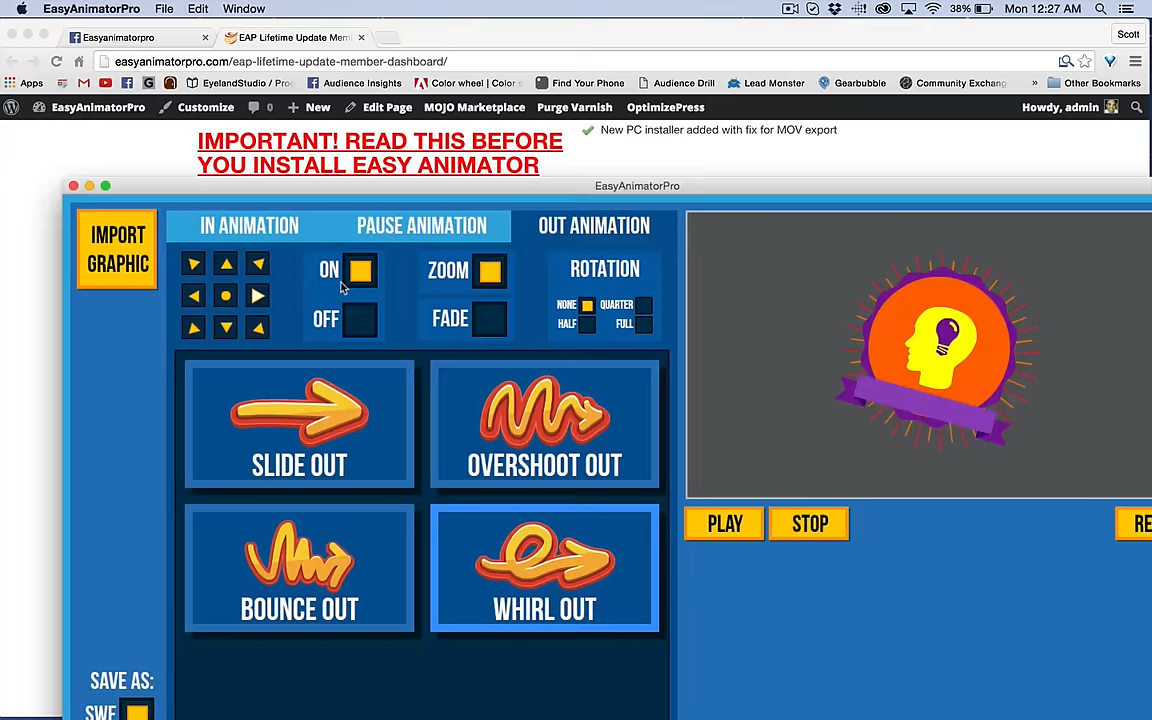 EasyAnimatorPro File Edit Window 38% Mon 12:27 AM
Easyanimatorpro × EAP Lifetime Update Mem × Scott
easyanimatorpro.com/eap-lifetime-update-member-dashboard/
Apps EyelandStudio / Prog Audience Insights Color wheel | Color Find Your Phone Audience Drill Lead Monster Gearbubble Community Exchang » Other Bookmarks
EasyAnimatorPro Customize 0 New Edit Page MOJO Marketplace Purge Varnish OptimizePress Howdy, admin
IMPORTANT! READ THIS BEFORE
YOU INSTALL EASY ANIMATOR
New PC installer added with fix for MOV export
EasyAnimatorPro
IMPORT
GRAPHIC
IN ANIMATION PAUSE ANIMATION OUT ANIMATION
ON ZOOM ROTATION
NONE QUARTER
OFF FADE HALF FULL
SLIDE OUT OVERSHOOT OUT
BOUNCE OUT WHIRL OUT
PLAY STOP RE
SAVE AS:
SWF